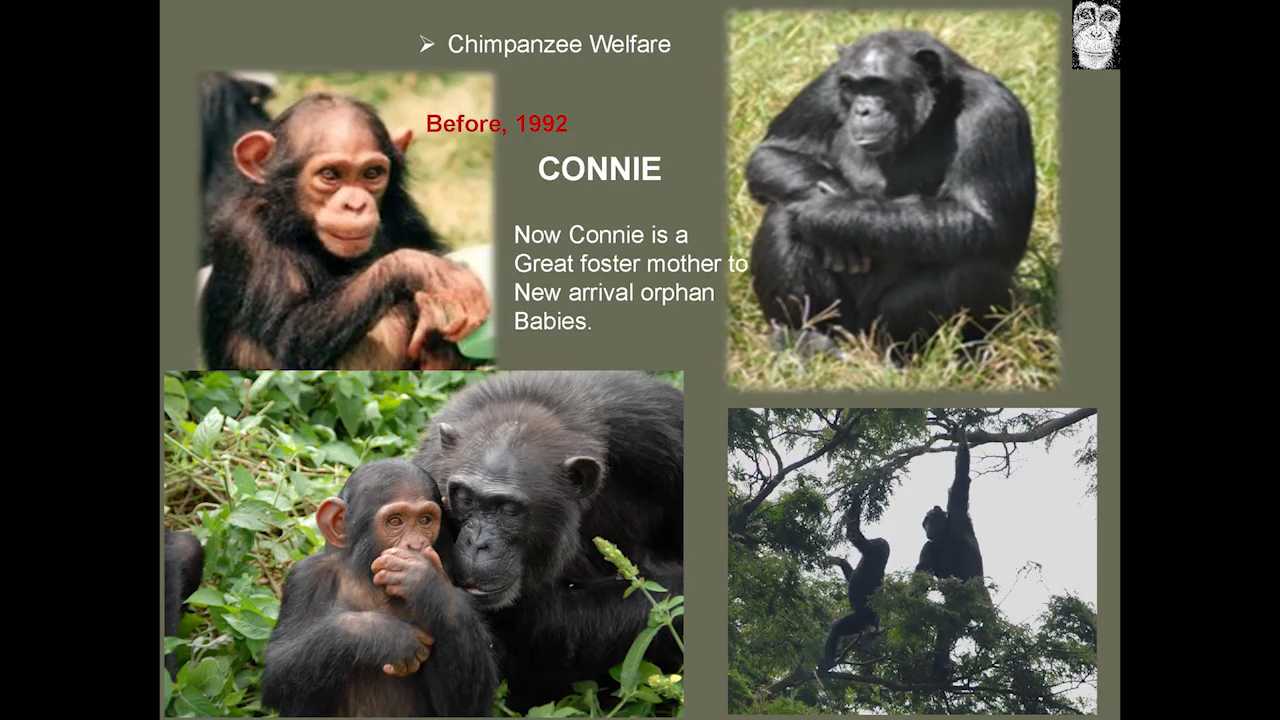 ➢ Chimpanzee Welfare
Before, 1992
CONNIE
Now Connie is a
Great foster mother to
New arrival orphan
Babies.